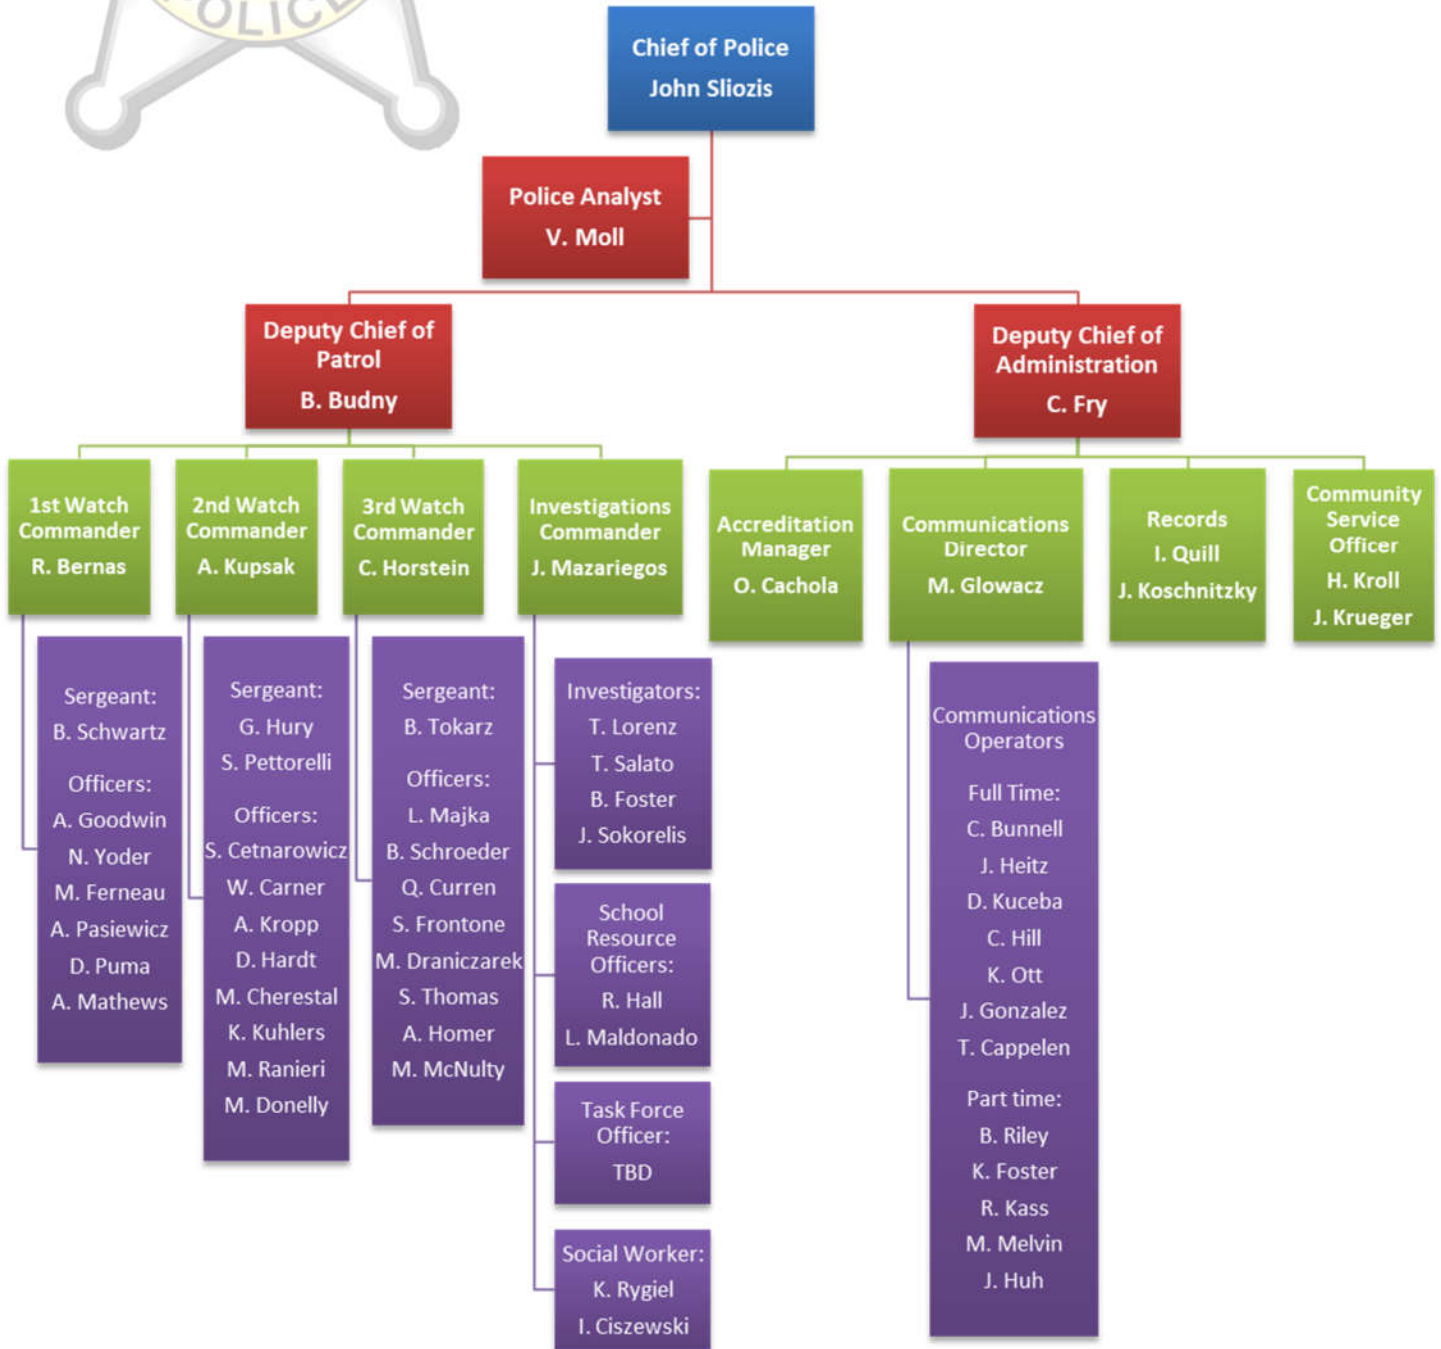 POLICE
Chief of Police
John Sliozis
Police Analyst
V. Moll
Deputy Chief of
Patrol
B. Budny
Deputy Chief of
Administration
C. Fry
1st Watch
Commander
R. Bernas
2nd Watch
Commander
A. Kupsak
3rd Watch
Commander
C. Horstein
Investigations
Commander
J. Mazariegos
Accreditation
Manager
O. Cachola
Communications
Director
M. Glowacz
Records
I. Quill
J. Koschnitzky
Community
Service
Officer
H. Kroll
J. Krueger
Sergeant:
B. Schwartz
Officers:
A. Goodwin
N. Yoder
M. Ferneau
A. Pasiewicz
D. Puma
A. Mathews
Sergeant:
G. Hury
S. Pettorelli
Officers:
S. Cetnarowicz
W. Carner
A. Kropp
D. Hardt
M. Cherestal
K. Kuhlers
M. Ranieri
M. Donelly
Sergeant:
B. Tokarz
Officers:
L. Majka
B. Schroeder
Q. Curren
S. Frontone
M. Draniczarek
S. Thomas
A. Homer
M. McNulty
Investigators:
T. Lorenz
T. Salato
B. Foster
J. Sokorelis
School
Resource
Officers:
R. Hall
L. Maldonado
Task Force
Officer:
TBD
Social Worker:
K. Rygiel
I. Ciszewski
Communications
Operators
Full Time:
C. Bunnell
J. Heitz
D. Kuceba
C. Hill
K. Ott
J. Gonzalez
T. Cappelen
Part time:
B. Riley
K. Foster
R. Kass
M. Melvin
J. Huh